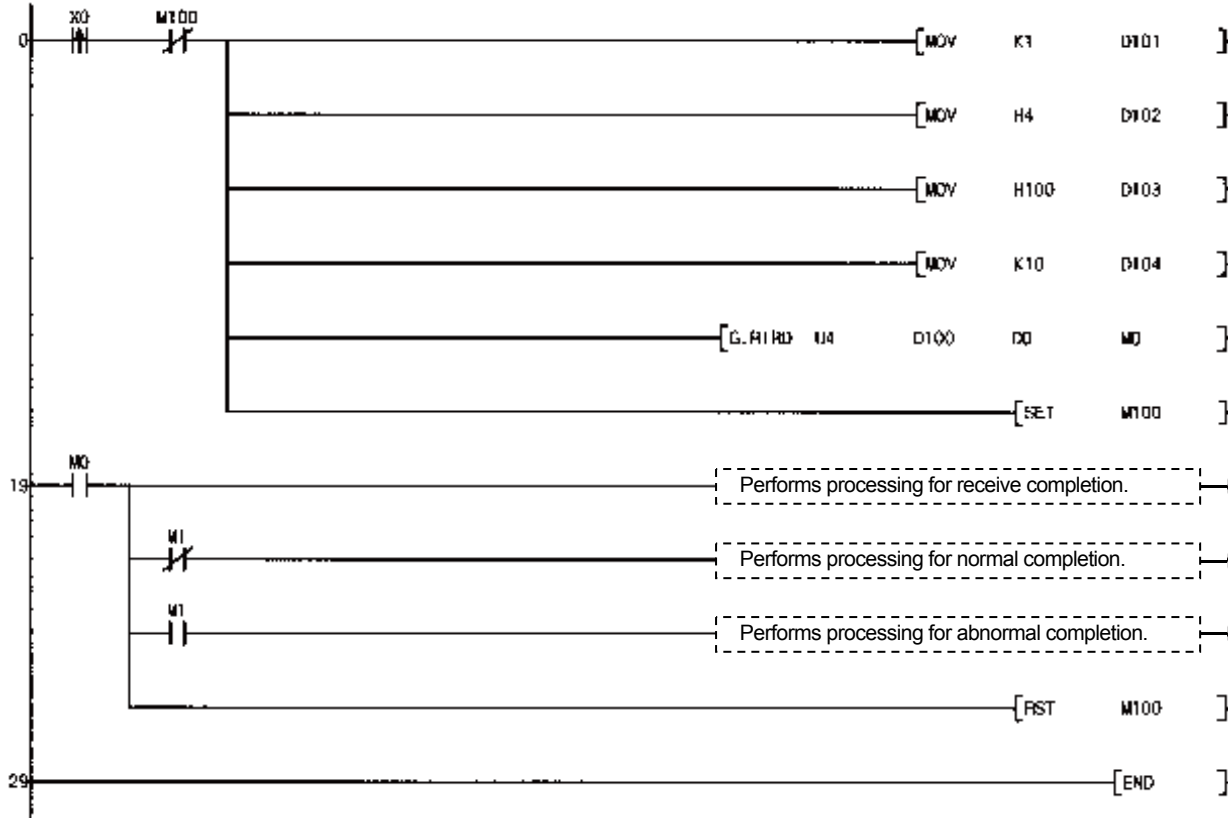 X0 M100
0 MOV K1 D101
MOV H4 D102
MOV H100 D103
MOV K10 D104
U4 D100 D0 M0
SET M100
M0
19 Performs processing for receive completion.
M1
Performs processing for normal completion.
M1
Performs processing for abnormal completion.
RST M100
29 END